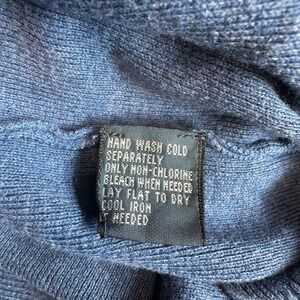 HAND WASH COLD
SEPARATELY
ONLY NON-CHLORINE
BLEACH WHEN NEEDED
LAY FLAT TO DRY
COOL IRON
IF NEEDED